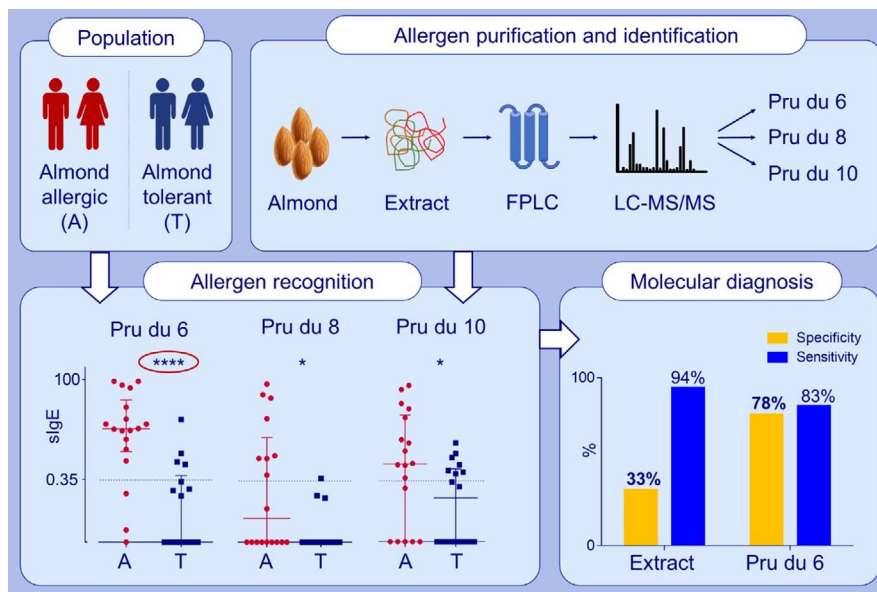 Population
Almond
allergic
(A)
Almond
tolerant
(T)
Allergen purification and identification
Almond
Extract
FPLC
LC-MS/MS
Pru du 6
Pru du 8
Pru du 10
Allergen recognition
Pru du 6
Pru du 8
Pru du 10
****
*
*
sIgE
100
0.35
A
T
A
T
A
T
Molecular diagnosis
Specificity
Sensitivity
%
100
0
33%
94%
78%
83%
Extract
Pru du 6